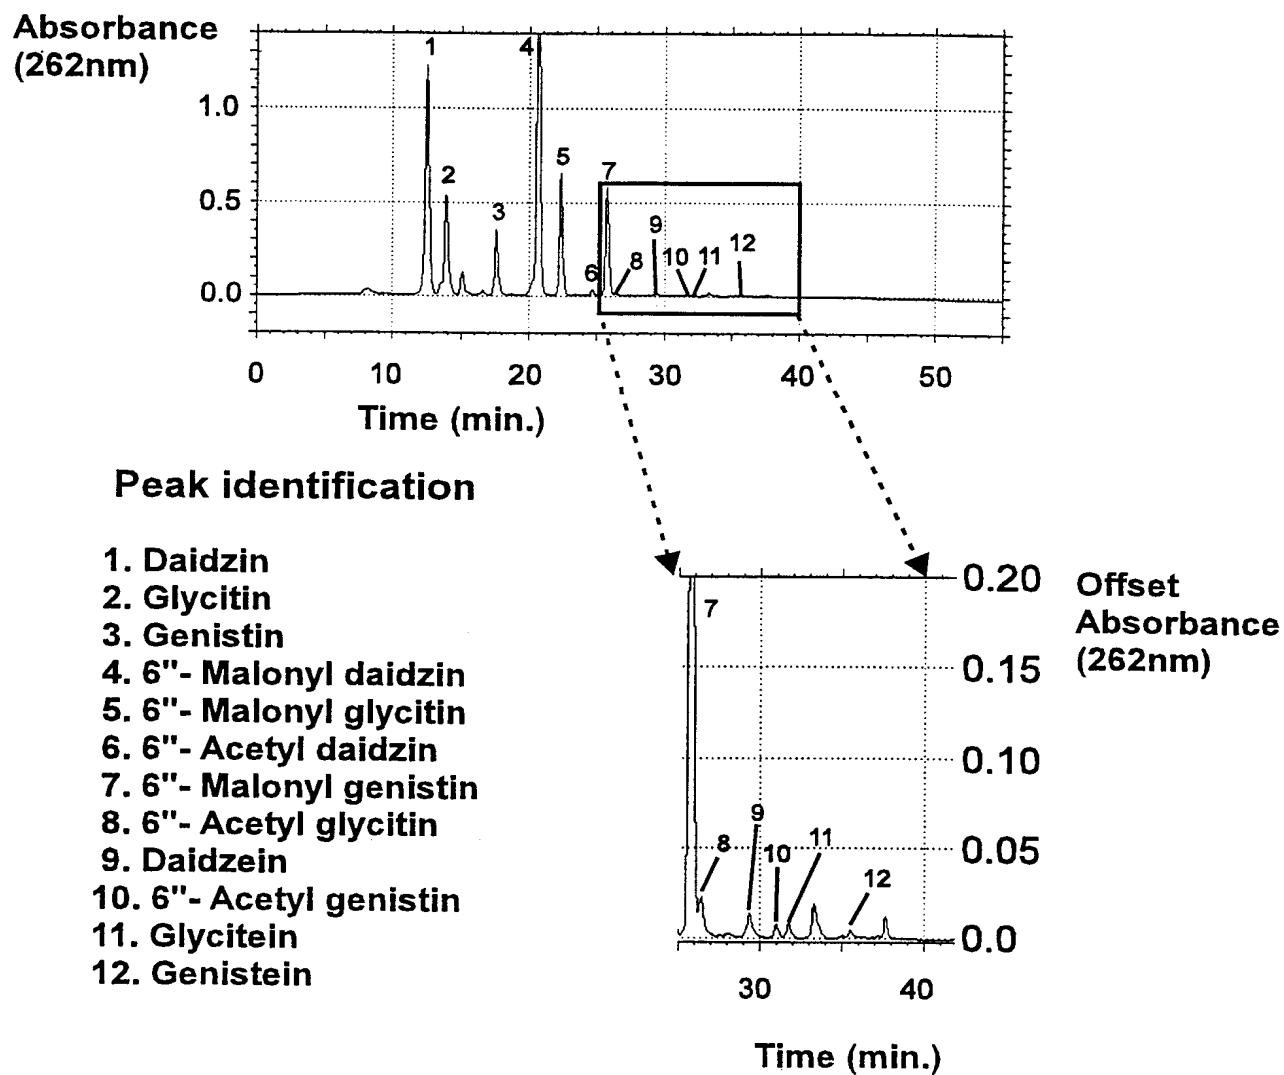 Absorbance
(262nm)
1
4
1.0
5
7
2
0.5
3
9
12
10
11
8
6
0.0
0 10 20 30 40 50
Time (min.)
Peak identification
1. Daidzin
2. Glycitin
3. Genistin
4. 6"- Malonyl daidzin
5. 6"- Malonyl glycitin
6. 6"- Acetyl daidzin
7. 6"- Malonyl genistin
8. 6"- Acetyl glycitin
9. Daidzein
10. 6"- Acetyl genistin
11. Glycitein
12. Genistein
0.20
Offset
Absorbance
(262nm)
7
0.15
0.10
9
8
10
11
0.05
12
0.0
30 40
Time (min.)